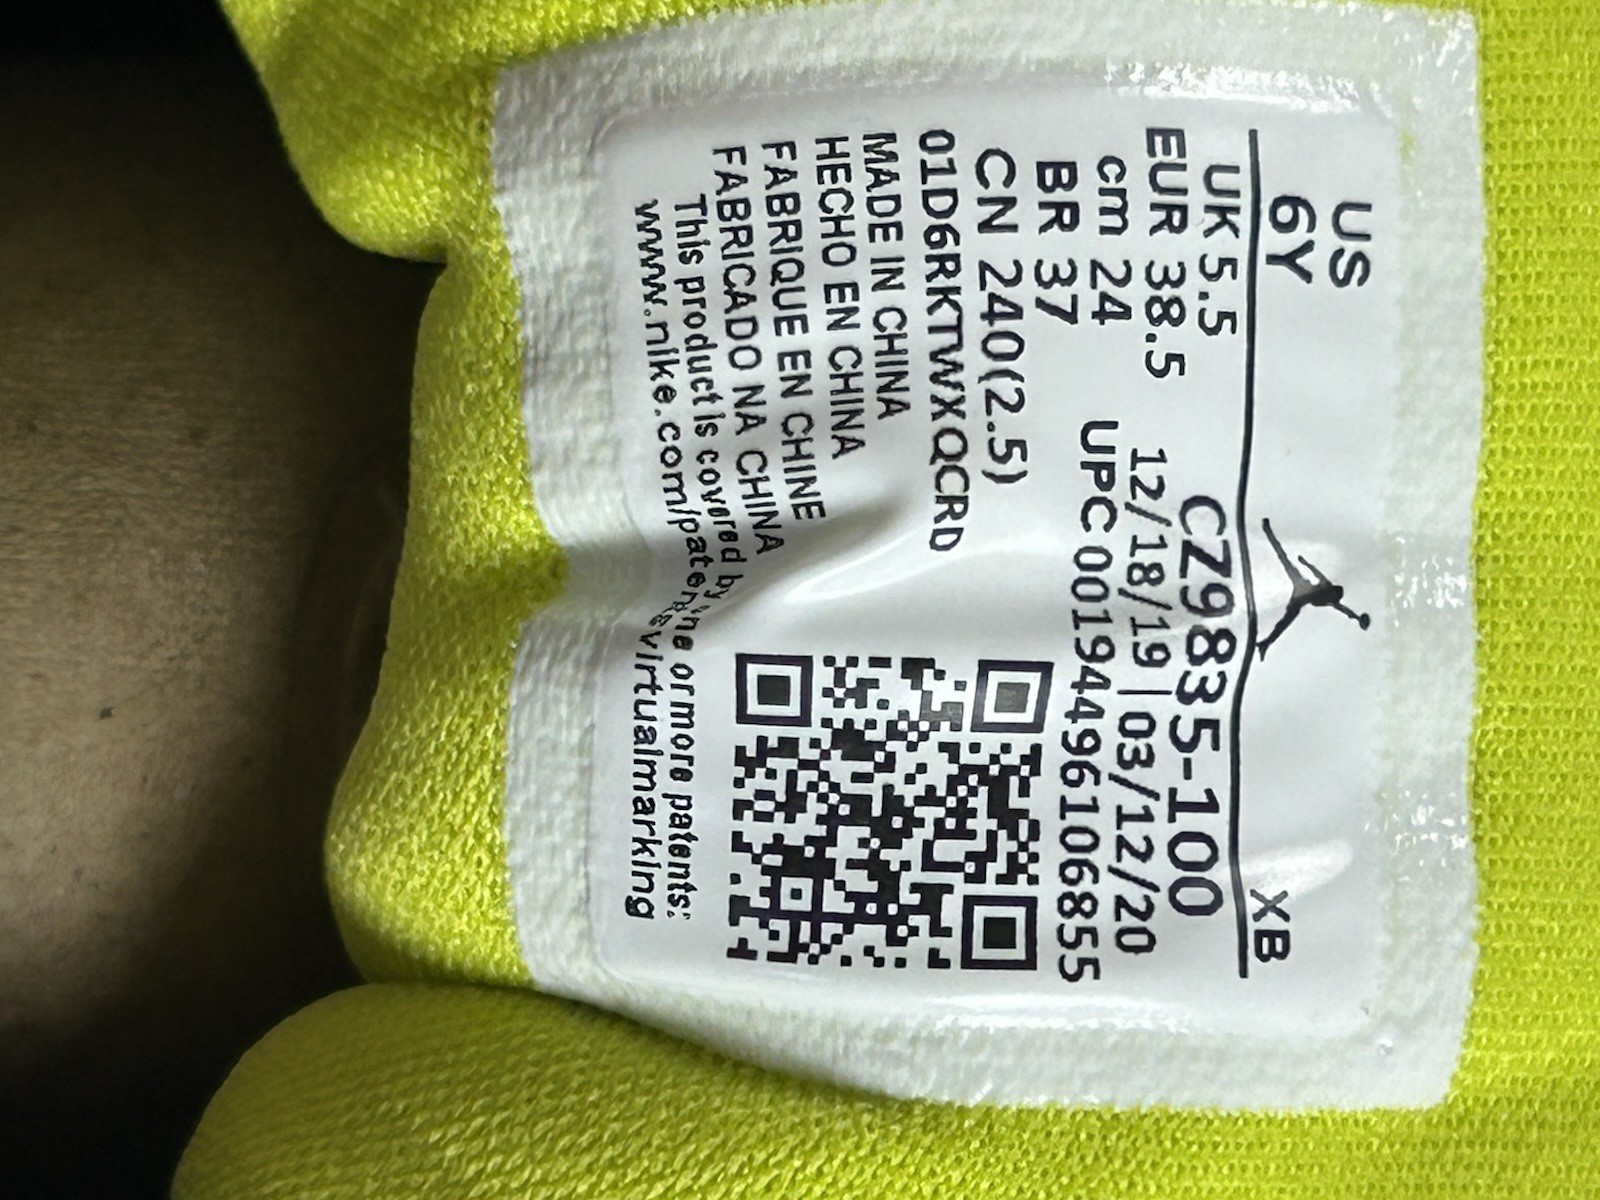 US
6Y
XB
UK 5.5
EUR 38.5
CZ9835-100
cm 24
12/18/19 | 03/12/20
BR 37
UPC 00194496106855
CN 240(2.5)
01D6RKTWXQCRD
MADE IN CHINA
HECHO EN CHINA
FABRIQUE EN CHINE
FABRICADO NA CHINA
This product is covered by one or more patents:
www.nike.com/patents virtualmarking